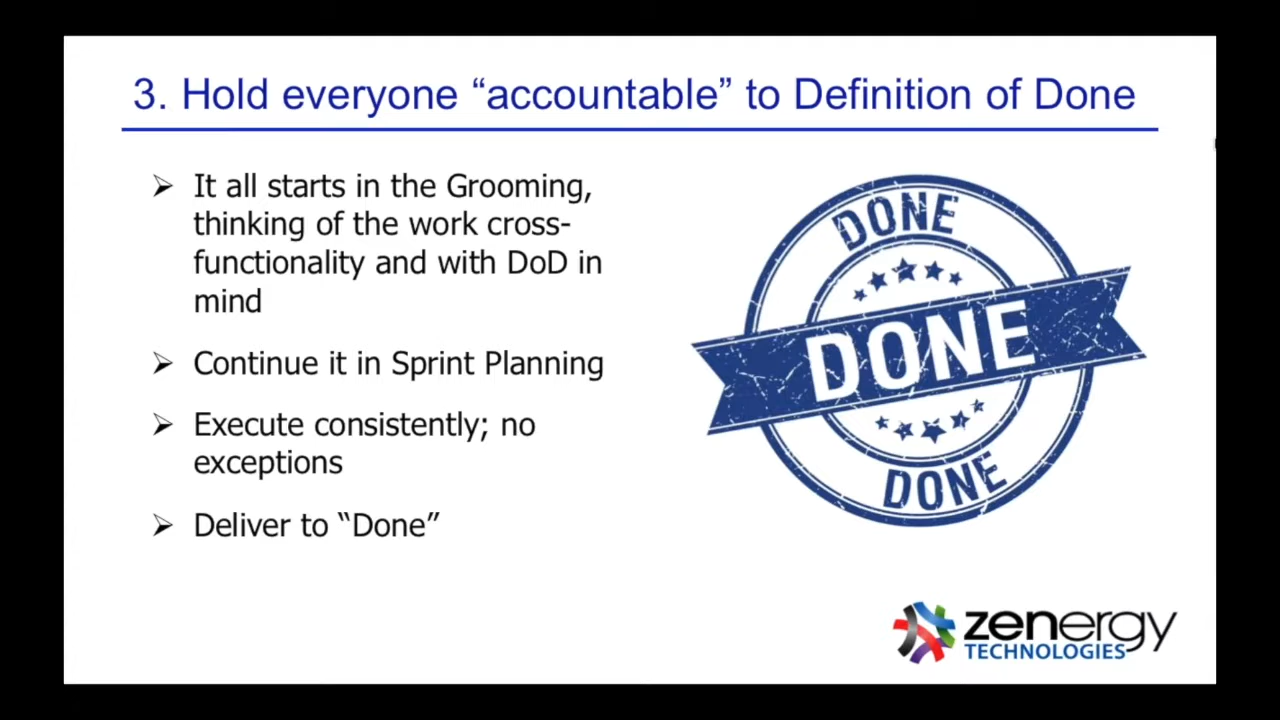 3. Hold everyone “accountable” to Definition of Done
It all starts in the Grooming,
thinking of the work cross-
functionality and with DoD in
mind
Continue it in Sprint Planning
Execute consistently; no
exceptions
Deliver to “Done”
DONE
DONE
DONE
zenergy
TECHNOLOGIES